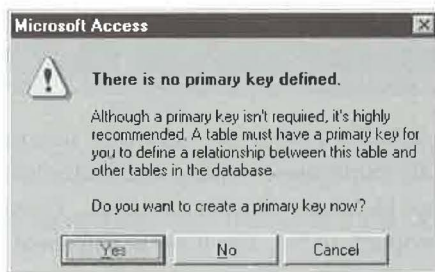 Microsoft Access
There is no primary key defined.
Although a primary key isn't required, it's highly
recommended. A table must have a primary key for
you to define a relationship between this table and
other tables in the database.
Do you want to create a primary key now?
Yes
No
Cancel